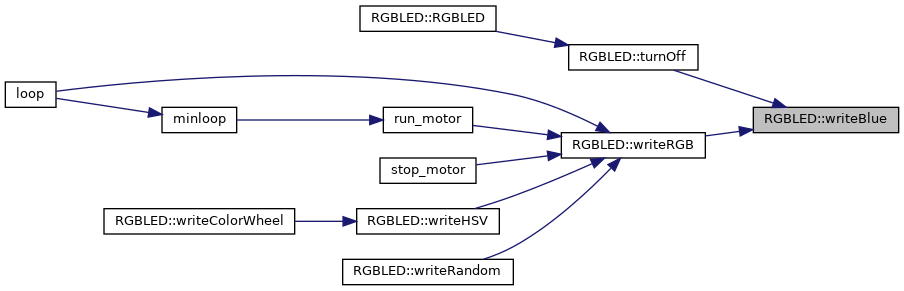 RGBLED::RGBLED
RGBLED::turnOff
loop
minloop
run_motor
RGBLED::writeBlue
RGBLED::writeRGB
stop_motor
RGBLED::writeColorWheel
RGBLED::writeHSV
RGBLED::writeRandom